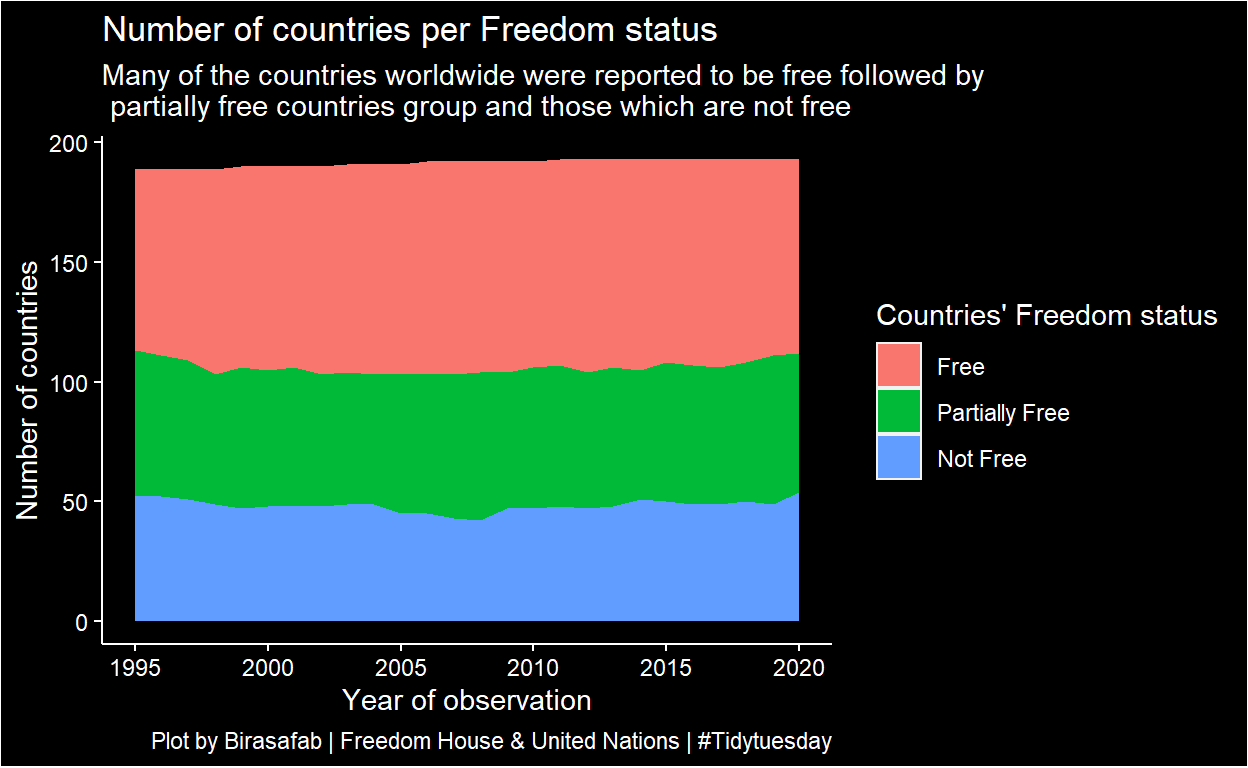 Number of countries per Freedom status
Many of the countries worldwide were reported to be free followed by
partially free countries group and those which are not free
Number of countries
200
150
100
50
0
1995 2000 2005 2010 2015 2020
Year of observation
Countries' Freedom status
Free
Partially Free
Not Free
Plot by Birasafab | Freedom House & United Nations | #Tidytuesday